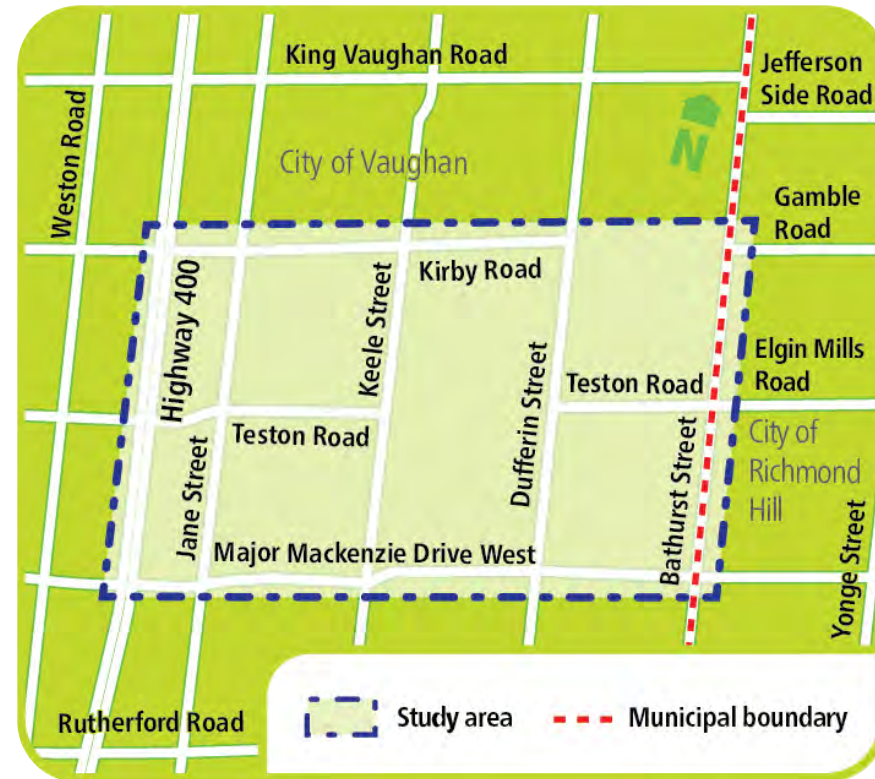 King Vaughan Road
Jefferson
Side Road
Weston Road
N
City of Vaughan
Gamble
Road
Highway 400
Kirby Road
Keele Street
Dufferin Street
Elgin Mills
Road
Teston Road
Teston Road
Jane Street
Bathurst Street
City of
Richmond
Hill
Major Mackenzie Drive West
Yonge Street
Rutherford Road
Study area
Municipal boundary